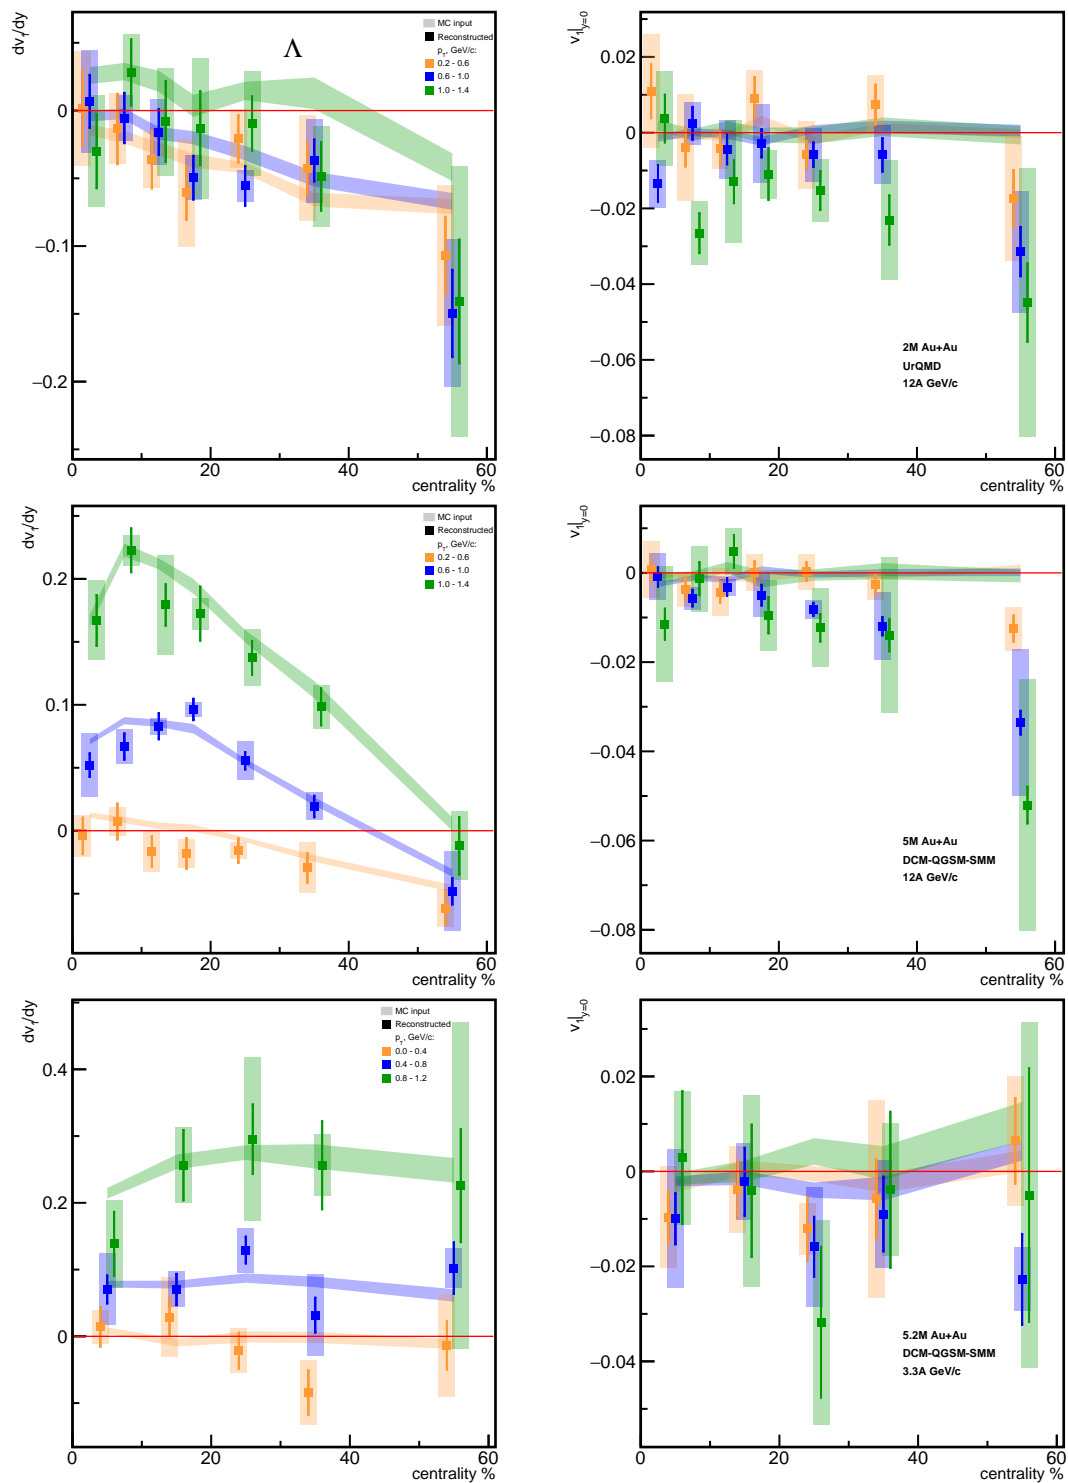 dv₁/dy
MC input
Reconstructed
p_T, GeV/c:
0.2 - 0.6
0.6 - 1.0
1.0 - 1.4
Λ
0
−0.1
−0.2
0
20
40
60
centrality %
v₁|y=0
0.02
0
−0.02
−0.04
−0.06
−0.08
2M Au+Au
UrQMD
12A GeV/c
0
20
40
60
centrality %
dv₁/dy
MC input
Reconstructed
p_T, GeV/c:
0.2 - 0.6
0.6 - 1.0
1.0 - 1.4
0.2
0.1
0
0
20
40
60
centrality %
v₁|y=0
0
−0.02
−0.04
−0.06
−0.08
5M Au+Au
DCM-QGSM-SMM
12A GeV/c
0
20
40
60
centrality %
dv₁/dy
MC input
Reconstructed
p_T, GeV/c:
0.0 - 0.4
0.4 - 0.8
0.8 - 1.2
0.4
0.2
0
0
20
40
60
centrality %
v₁|y=0
0.02
0
−0.02
−0.04
5.2M Au+Au
DCM-QGSM-SMM
3.3A GeV/c
0
20
40
60
centrality %